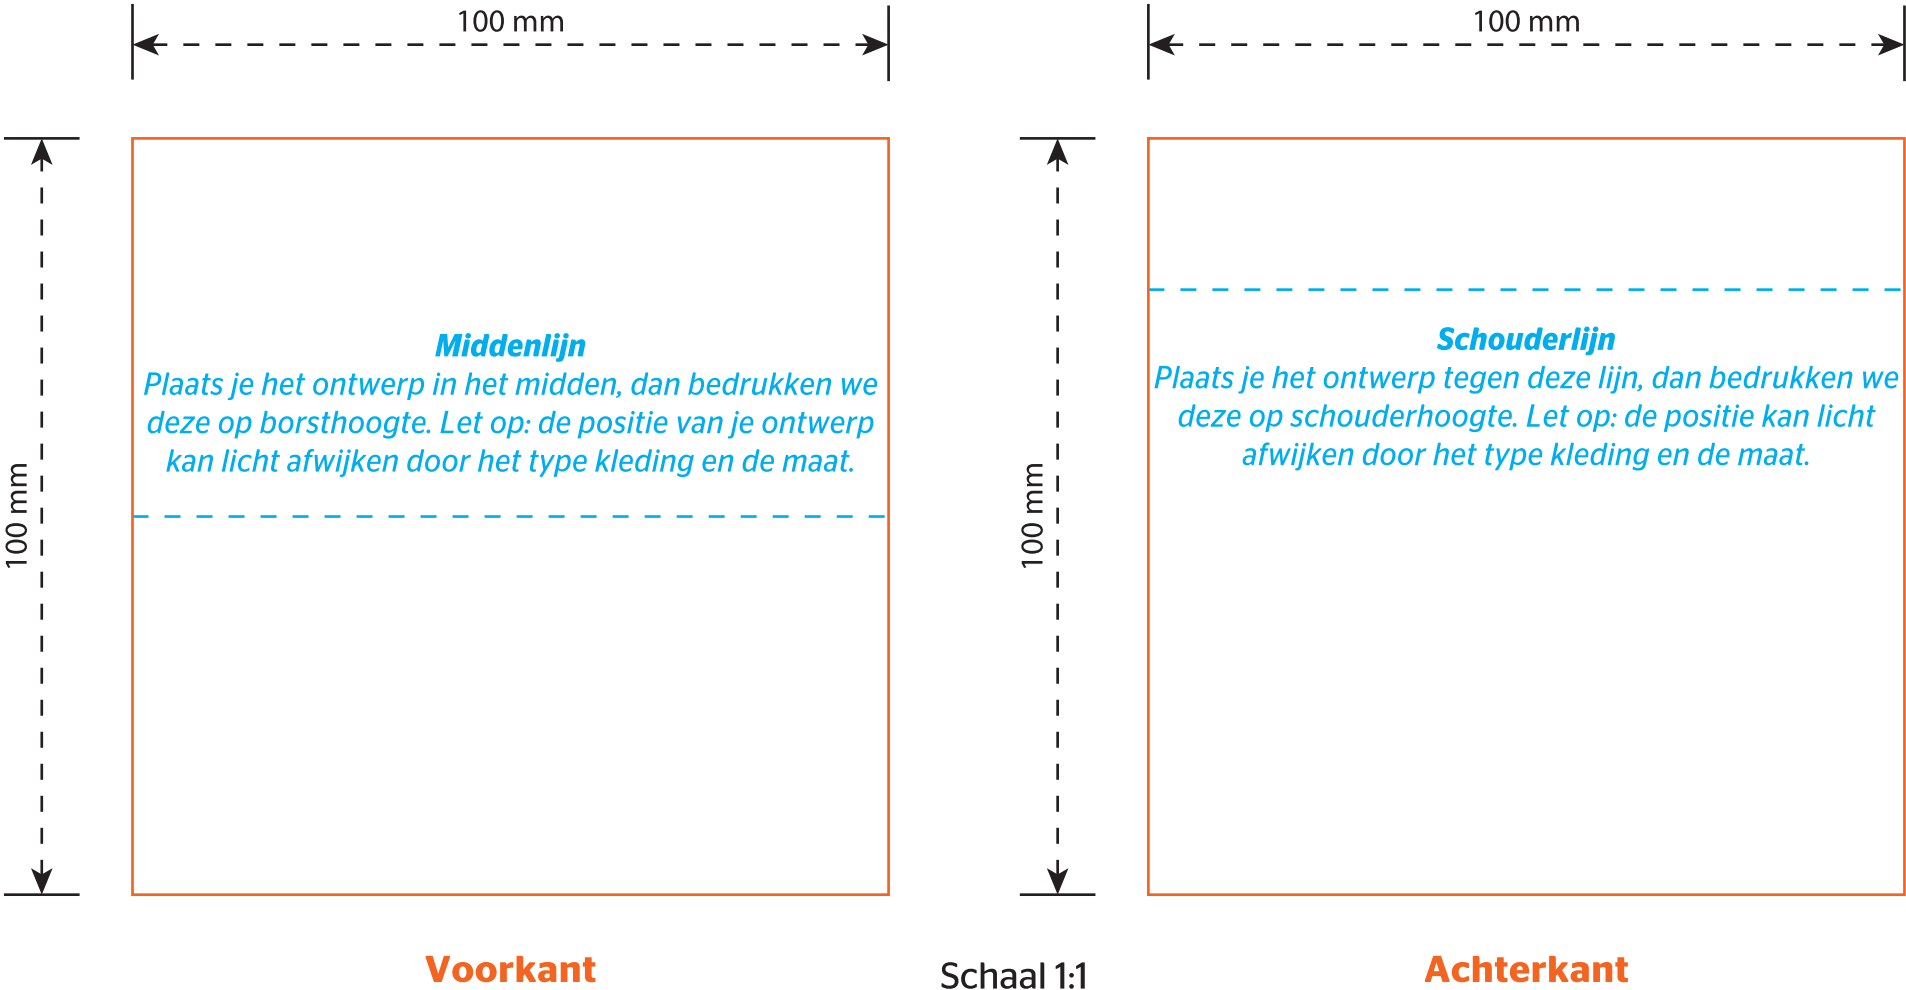 100 mm
100 mm
100 mm
Middenlijn
Plaats je het ontwerp in het midden, dan bedrukken we
deze op borsthoogte. Let op: de positie van je ontwerp
kan licht afwijken door het type kleding en de maat.
100 mm
Schouderlijn
Plaats je het ontwerp tegen deze lijn, dan bedrukken we
deze op schouderhoogte. Let op: de positie kan licht
afwijken door het type kleding en de maat.
Voorkant
Schaal 1:1
Achterkant